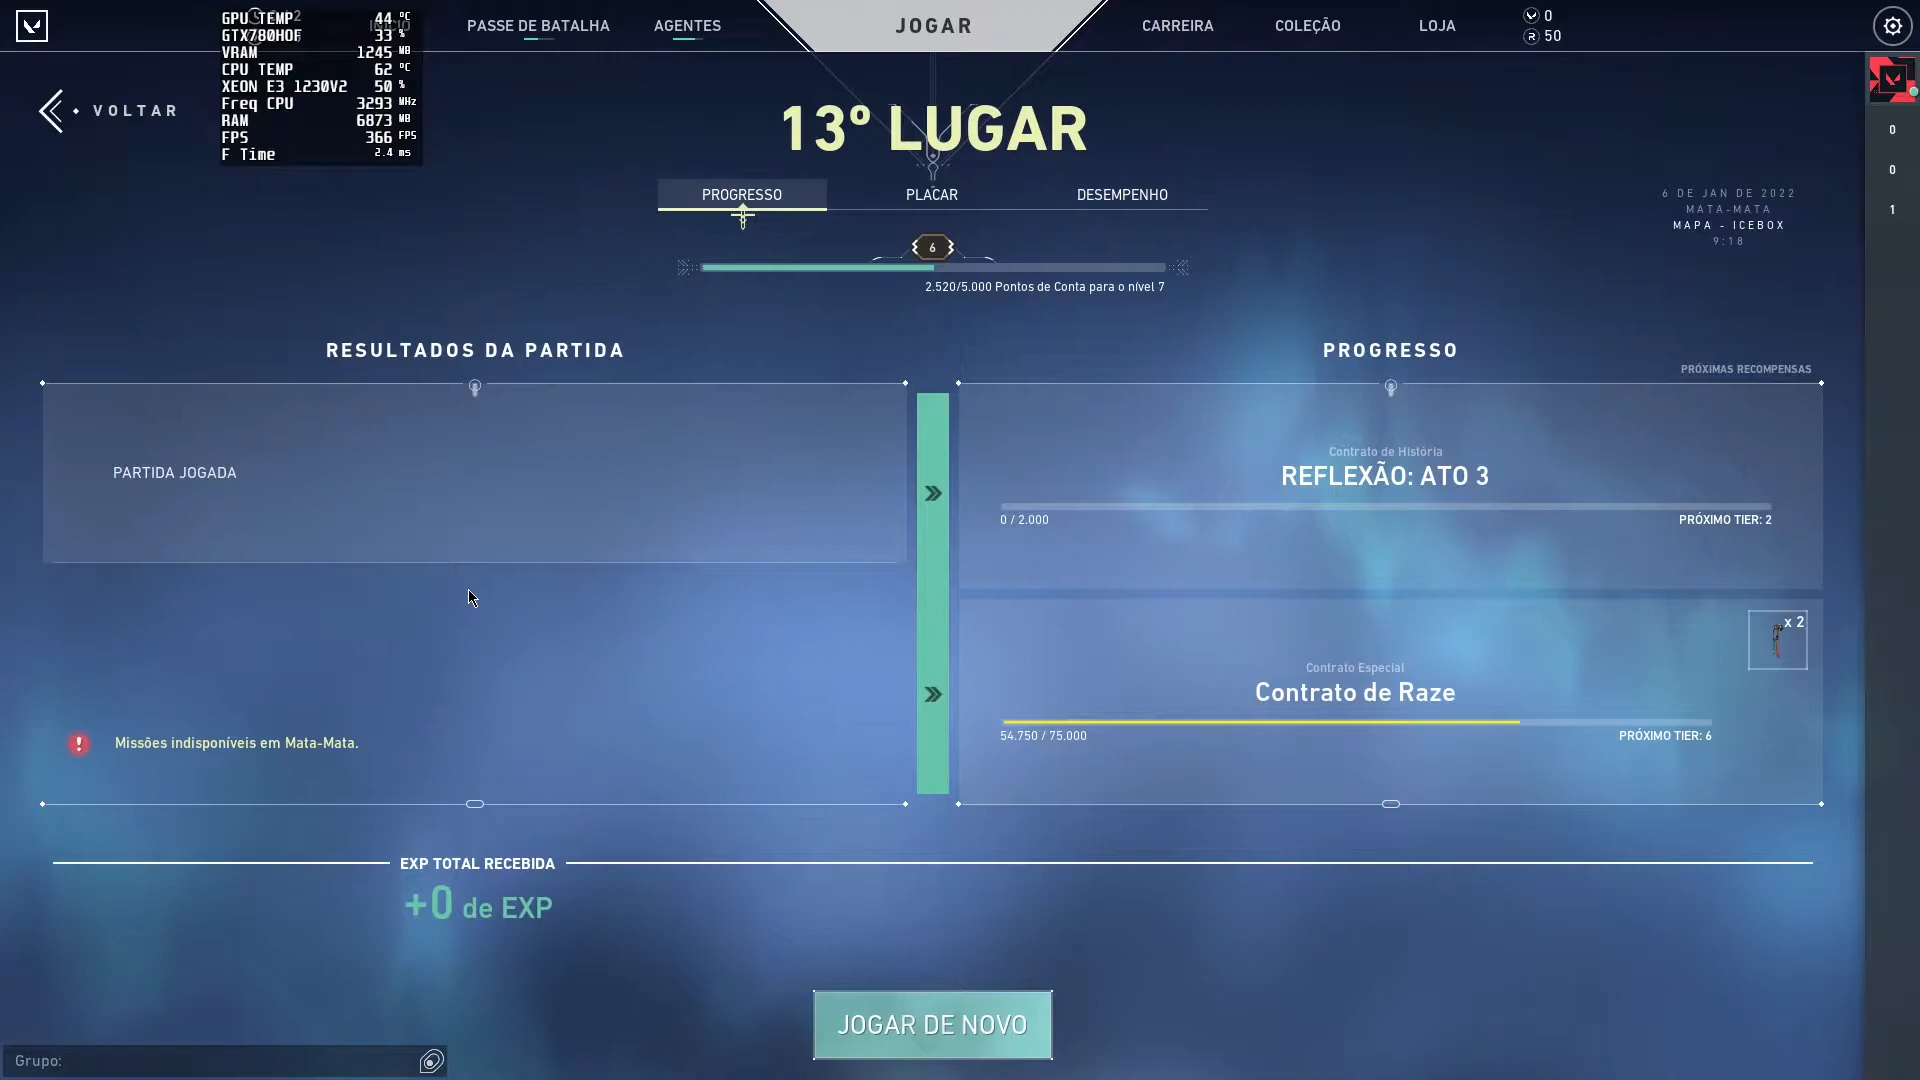 GPU TEMP 44 °C
GTX780HOF 33 %
VRAM 1245 MB
CPU TEMP 62 °C
XEON E3 1230V2 50 %
Freq CPU 3293 MHz
RAM 6873 MB
FPS 366 FPS
F Time 2.4 ms
PASSE DE BATALHA
AGENTES
JOGAR
CARREIRA
COLEÇÃO
LOJA
0
R 50
VOLTAR
13º LUGAR
PROGRESSO
PLACAR
DESEMPENHO
6 DE JAN DE 2022
MATA-MATA
MAPA - ICEBOX
9:18
0
0
1
6
2.520/5.000 Pontos de Conta para o nível 7
RESULTADOS DA PARTIDA
PARTIDA JOGADA
Missões indisponíveis em Mata-Mata.
PROGRESSO
PRÓXIMAS RECOMPENSAS
Contrato de História
REFLEXÃO: ATO 3
0 / 2.000
PRÓXIMO TIER: 2
x 2
Contrato Especial
Contrato de Raze
54.750 / 75.000
PRÓXIMO TIER: 6
EXP TOTAL RECEBIDA
+0 de EXP
JOGAR DE NOVO
Grupo: